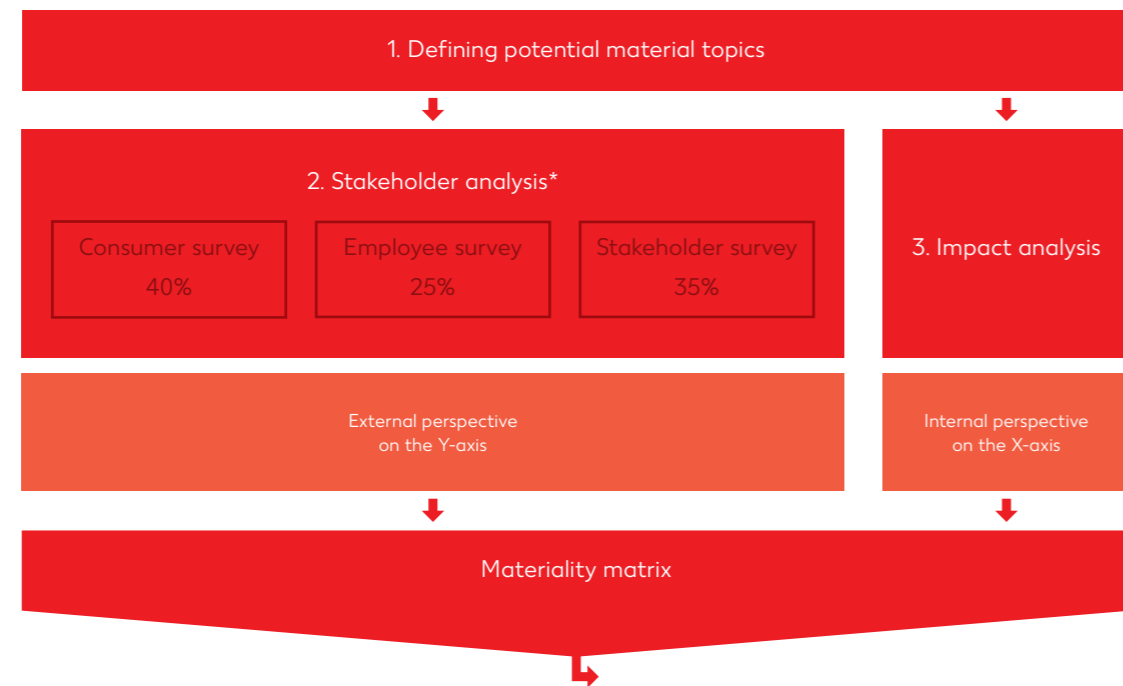 1. Defining potential material topics
2. Stakeholder analysis*
Consumer survey
40%
Employee survey
25%
Stakeholder survey
35%
3. Impact analysis
External perspective
on the Y-axis
Internal perspective
on the X-axis
Materiality matrix